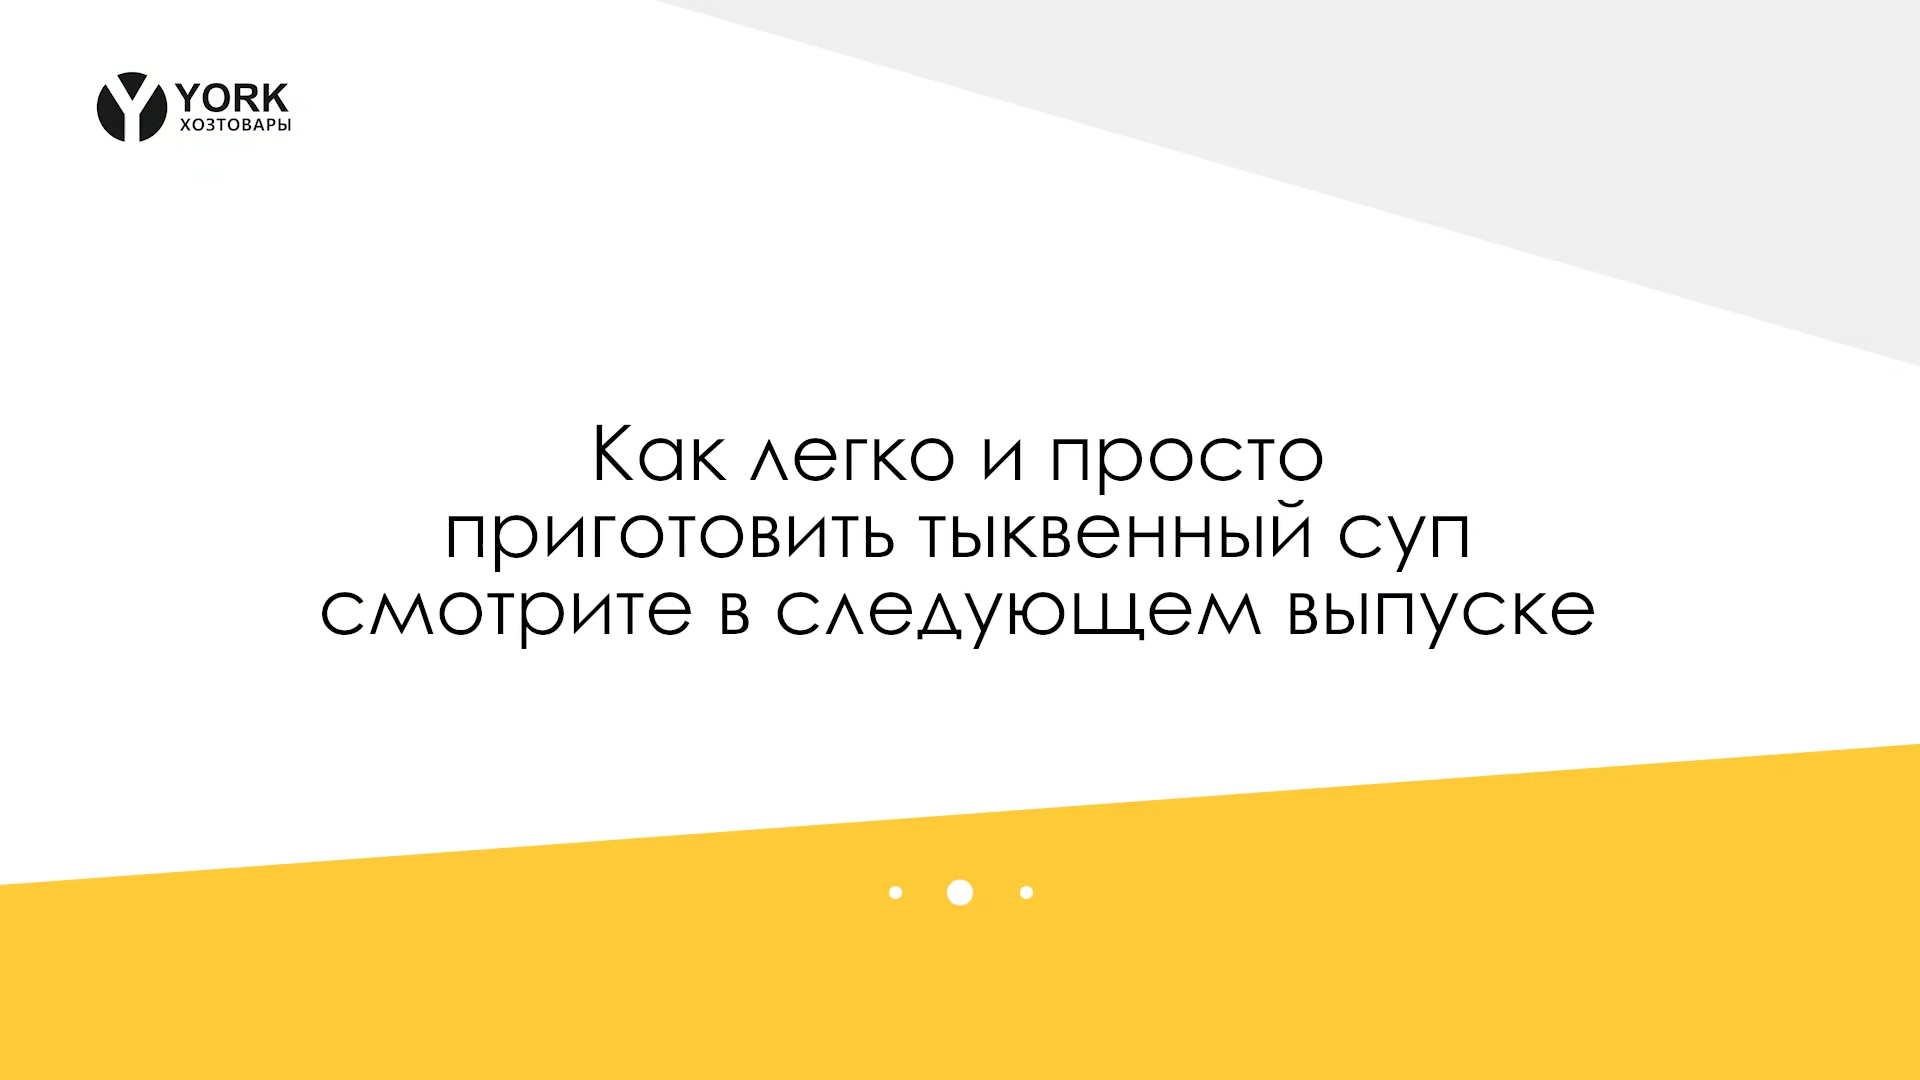 YORK
ХОЗТОВАРЫ
Как легко и просто
приготовить тыквенный суп
смотрите в следующем выпуске